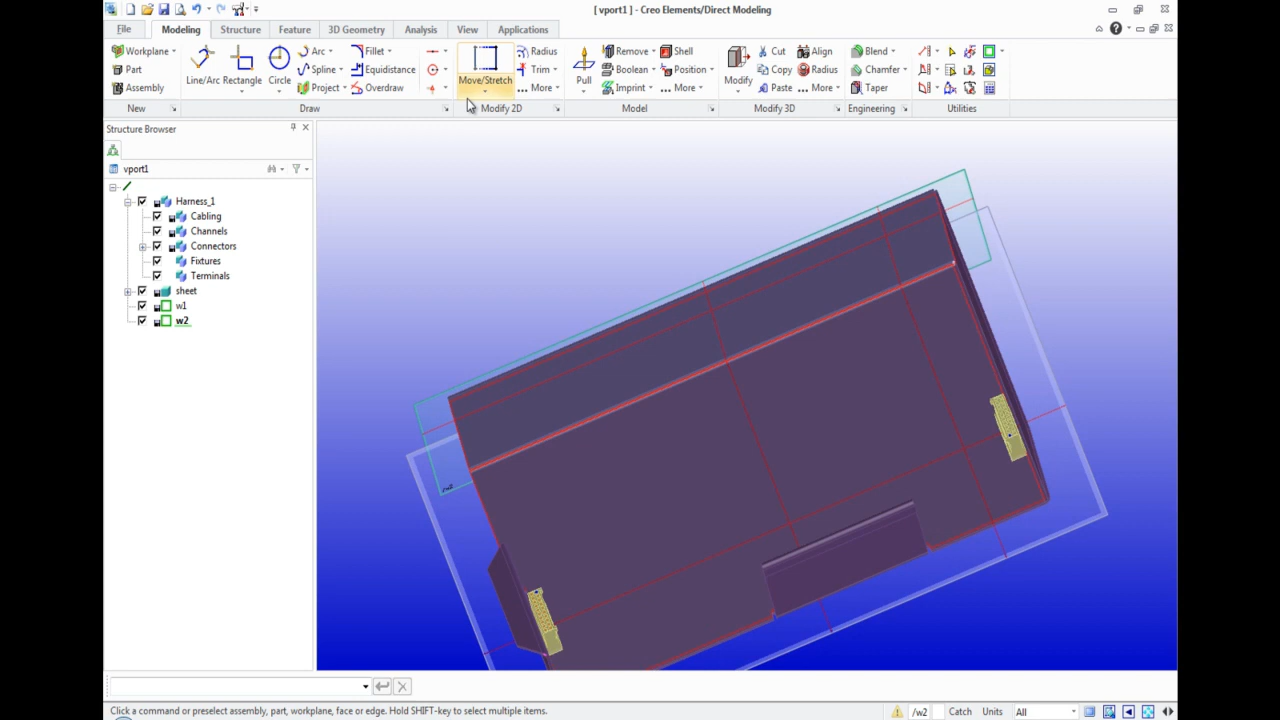 [ vport1 ] - Creo Elements/Direct Modeling
File Modeling Structure Feature 3D Geometry Analysis View Applications
Workplane Line/Arc Rectangle Circle Arc Fillet Move/Stretch Radius Pull Remove Shell Modify Cut Align Blend
Part Spline Equidistance Trim Boolean Position Copy Radius Chamfer
Assembly Project Overdraw More Imprint More Paste More Taper
New Draw Modify 2D Model Modify 3D Engineering Utilities
Structure Browser
vport1
/
Harness_1
Cabling
Channels
Connectors
Fixtures
Terminals
sheet
w1
w2
/w2
Click a command or preselect assembly, part, workplane, face or edge. Hold SHIFT-key to select multiple items.
/w2 Catch Units All